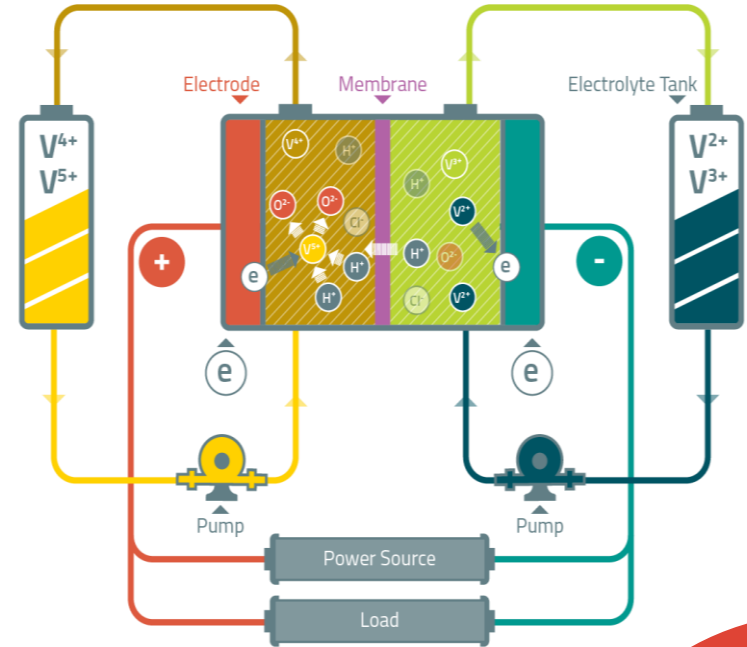 Electrode
Membrane
Electrolyte Tank
V⁴⁺
V⁵⁺
V²⁺
V³⁺
V⁴⁺
H⁺
O²⁻
O²⁻
Cl⁻
V⁵⁺
H⁺
H⁺
e
V³⁺
H⁺
V²⁺
H⁺
O²⁻
e
Cl⁻
V²⁺
+
-
e
e
Pump
Pump
Power Source
Load